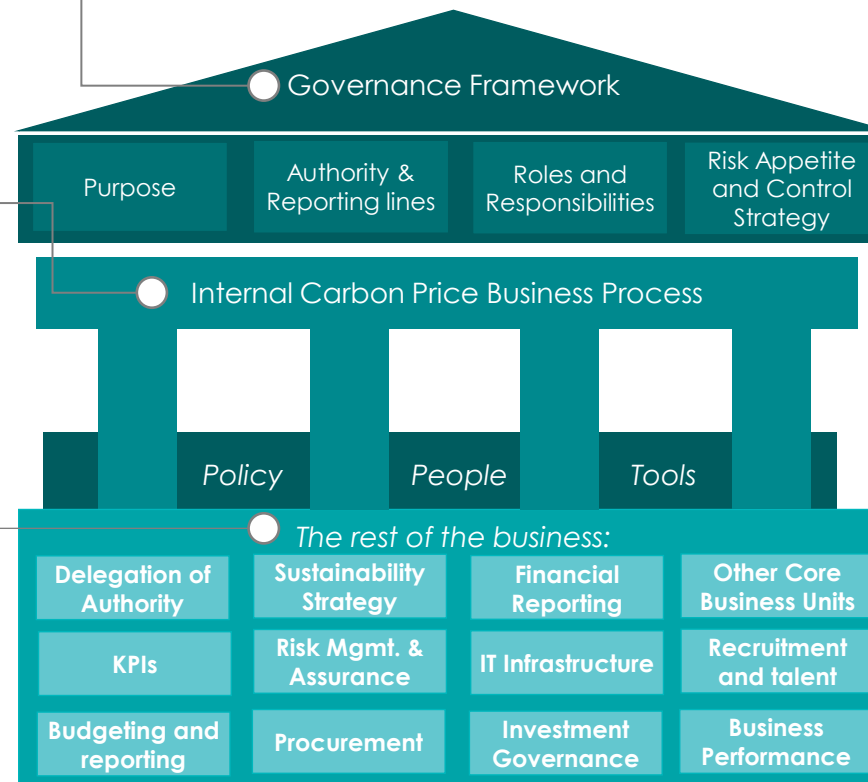 Governance Framework
Purpose
Authority &
Reporting lines
Roles and
Responsibilities
Risk Appetite
and Control
Strategy
Internal Carbon Price Business Process
Policy
People
Tools
The rest of the business:
Delegation of
Authority
Sustainability
Strategy
Financial
Reporting
Other Core
Business Units
KPIs
Risk Mgmt. &
Assurance
IT Infrastructure
Recruitment
and talent
Budgeting and
reporting
Procurement
Investment
Governance
Business
Performance